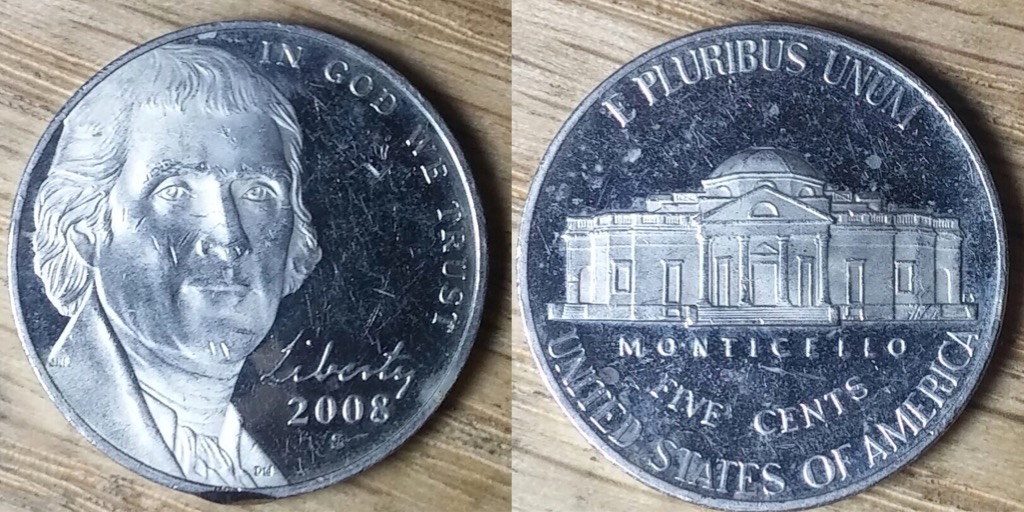 IN GOD WE TRUST
Liberty
2008
E PLURIBUS UNUM
MONTICELLO
FIVE CENTS
UNITED STATES OF AMERICA